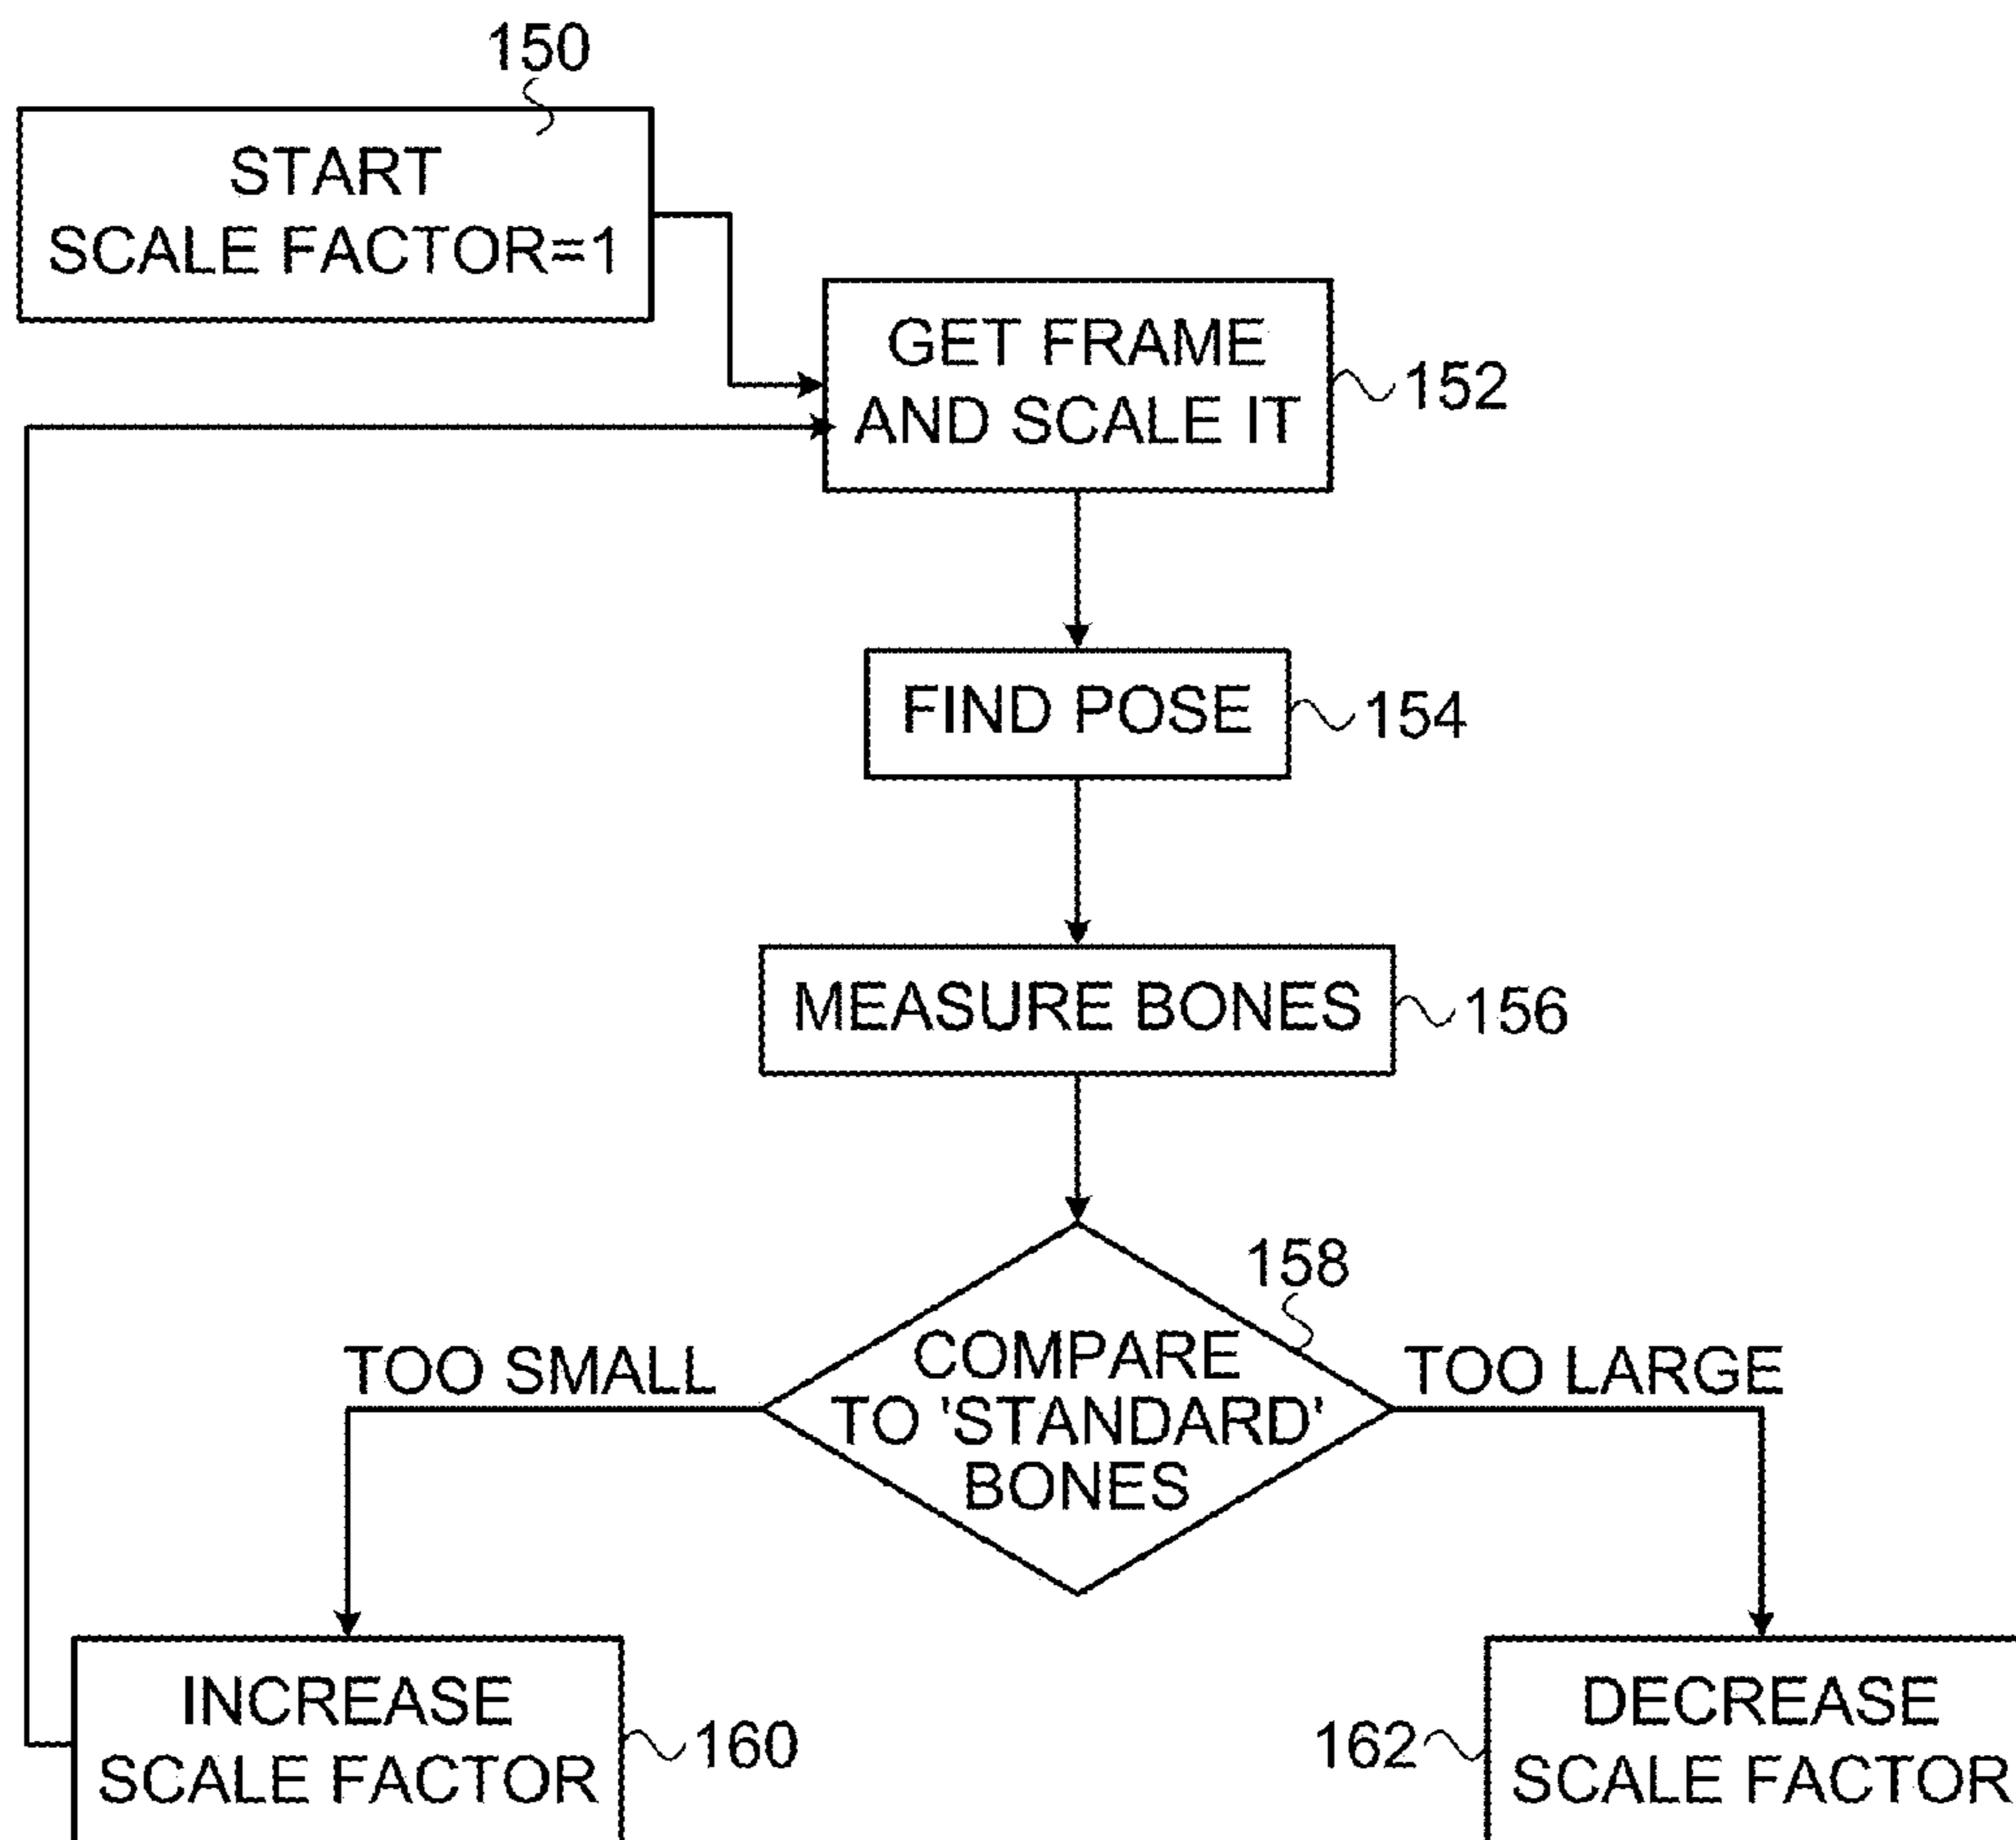 150
START
SCALE FACTOR=1
GET FRAME
AND SCALE IT
152
FIND POSE
154
MEASURE BONES
156
158
COMPARE
TO 'STANDARD'
BONES
TOO SMALL
TOO LARGE
INCREASE
SCALE FACTOR
160
162
DECREASE
SCALE FACTOR